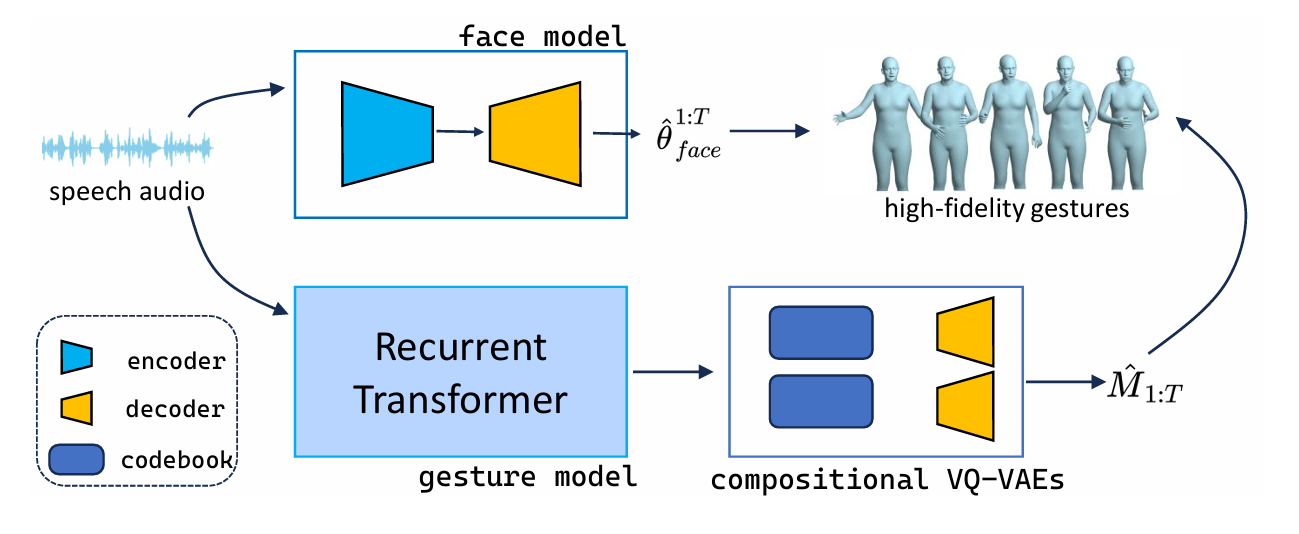 face model
speech audio
$\hat{\theta}_{face}^{1:T}$
high-fidelity gestures
Recurrent
Transformer
gesture model
compositional VQ-VAEs
$\hat{M}_{1:T}$
encoder
decoder
codebook